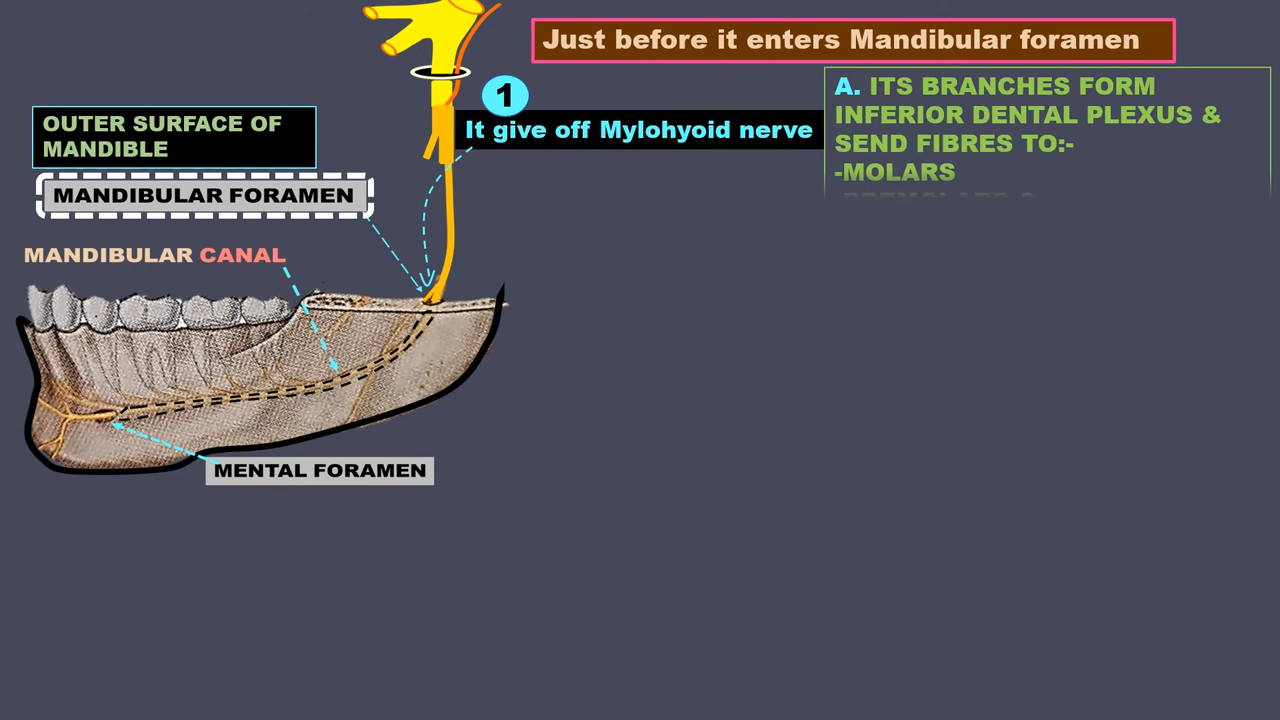 Just before it enters Mandibular foramen
1
It give off Mylohyoid nerve
A. ITS BRANCHES FORM
INFERIOR DENTAL PLEXUS &
SEND FIBRES TO:-
-MOLARS
OUTER SURFACE OF
MANDIBLE
MANDIBULAR FORAMEN
MANDIBULAR CANAL
MENTAL FORAMEN